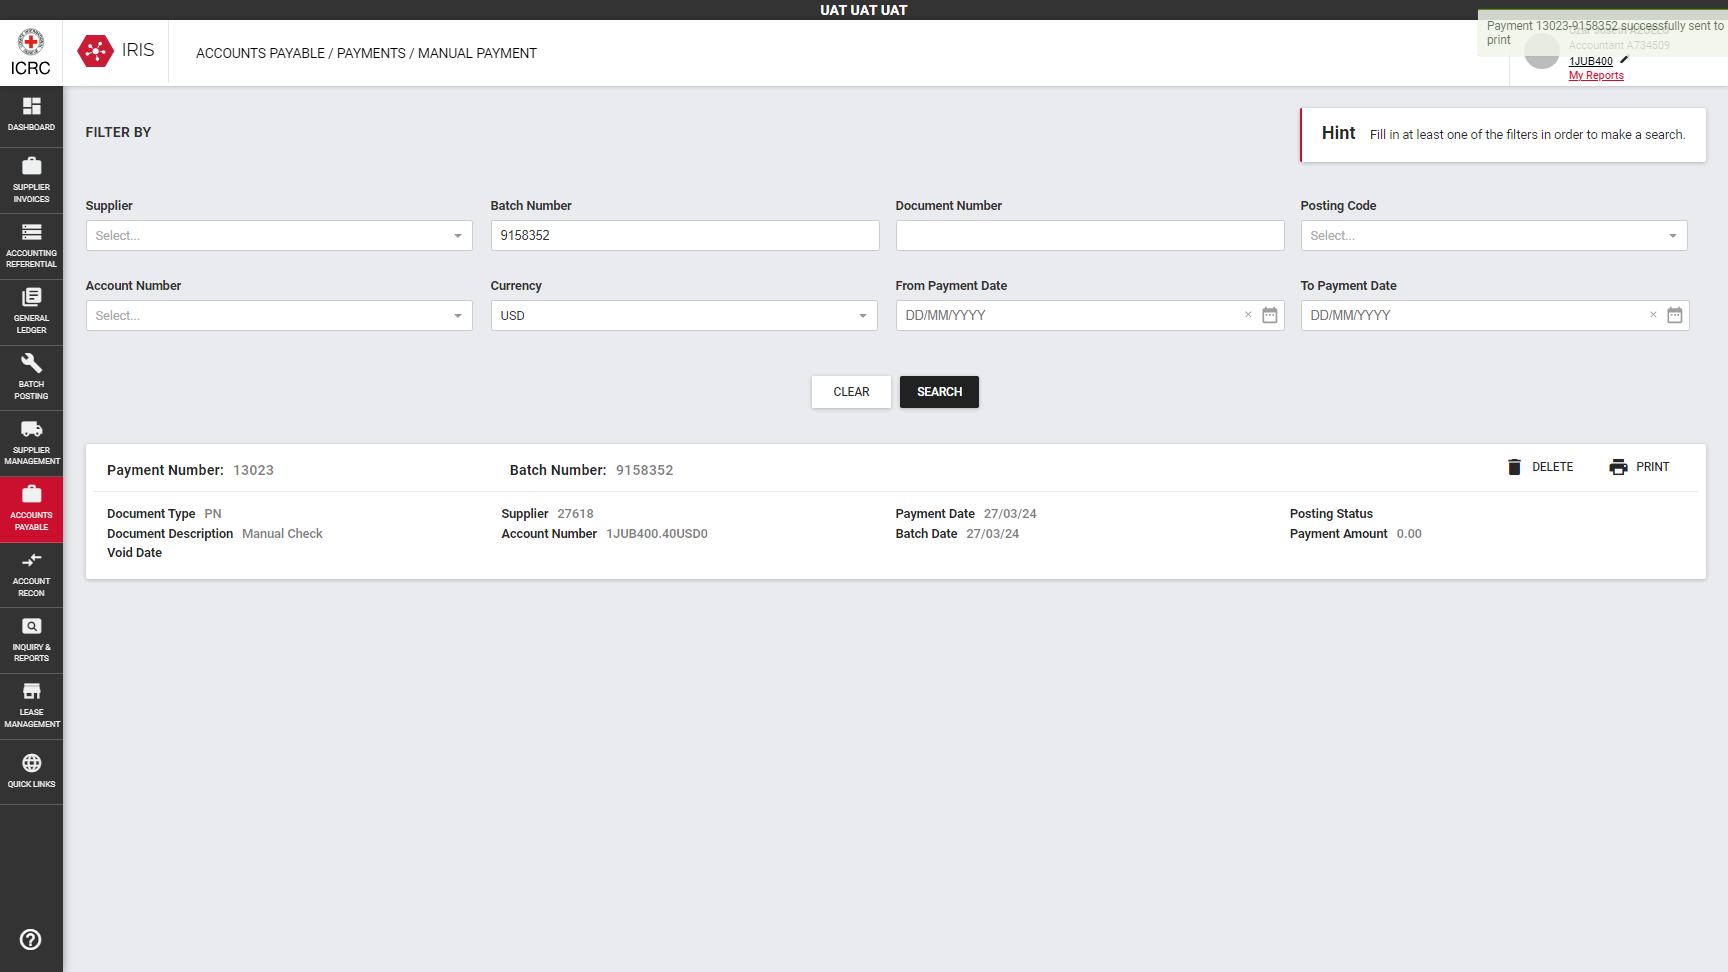 UAT UAT UAT
Payment 13023-9158352 successfully sent to
print
Accountant A734509
1JUB400
My Reports
ICRC
IRIS
ACCOUNTS PAYABLE / PAYMENTS / MANUAL PAYMENT
DASHBOARD
SUPPLIER
INVOICES
ACCOUNTING
REFERENTIAL
GENERAL
LEDGER
BATCH
POSTING
SUPPLIER
MANAGEMENT
ACCOUNTS
PAYABLE
ACCOUNT
RECON
INQUIRY &
REPORTS
LEASE
MANAGEMENT
QUICK LINKS
FILTER BY
Hint Fill in at least one of the filters in order to make a search.
Supplier Batch Number Document Number Posting Code
Select... 9158352 Select...
Account Number Currency From Payment Date To Payment Date
Select... USD DD/MM/YYYY × DD/MM/YYYY ×
CLEAR SEARCH
Payment Number: 13023 Batch Number: 9158352 DELETE PRINT
Document Type PN Supplier 27618 Payment Date 27/03/24 Posting Status
Document Description Manual Check Account Number 1JUB400.40USD0 Batch Date 27/03/24 Payment Amount 0.00
Void Date